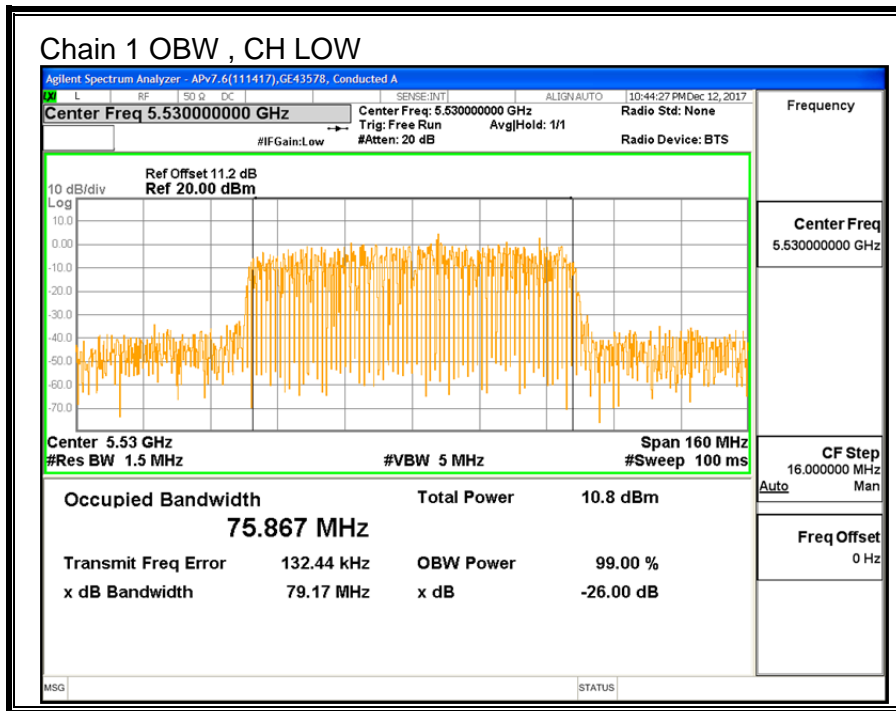 Chain 1 OBW , CH LOW
Agilent Spectrum Analyzer - APv7.6(111417),GE43578, Conducted A
LXI L RF 50 Ω DC SENSE:INT ALIGN AUTO 10:44:27 PM Dec 12, 2017
Center Freq 5.530000000 GHz
Center Freq: 5.530000000 GHz
Radio Std: None
Trig: Free Run Avg|Hold: 1/1
#IFGain:Low #Atten: 20 dB Radio Device: BTS
Ref Offset 11.2 dB
10 dB/div Ref 20.00 dBm
Log
10.0
0.00
-10.0
-20.0
-30.0
-40.0
-50.0
-60.0
-70.0
Center 5.53 GHz Span 160 MHz
#Res BW 1.5 MHz #VBW 5 MHz #Sweep 100 ms
Occupied Bandwidth Total Power 10.8 dBm
75.867 MHz
Transmit Freq Error 132.44 kHz OBW Power 99.00 %
x dB Bandwidth 79.17 MHz x dB -26.00 dB
MSG STATUS
Frequency
Center Freq
5.530000000 GHz
CF Step
16.000000 MHz
Auto Man
Freq Offset
0 Hz